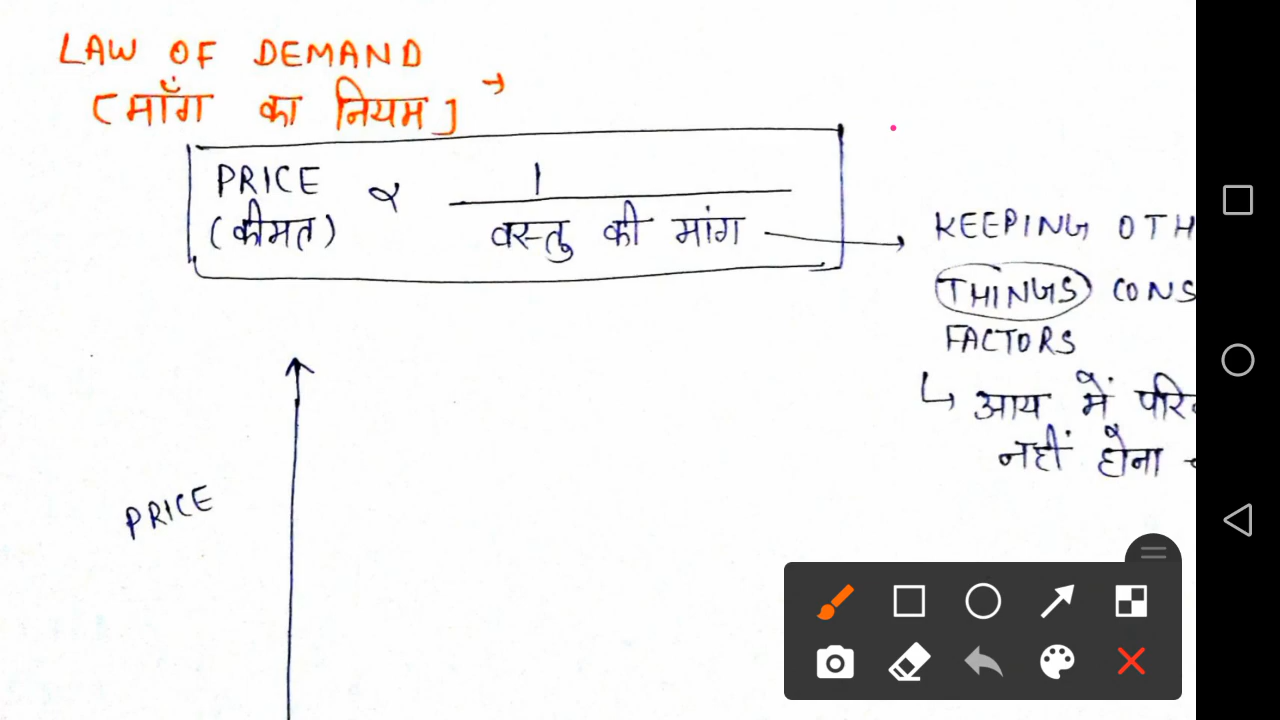 LAW OF DEMAND
(माँग का नियम] →
PRICE ∝ 1
(कीमत) वस्तु की मांग
KEEPING OTH
THINGS CONS
FACTORS
↳ आय में परि
नहीं होना
PRICE